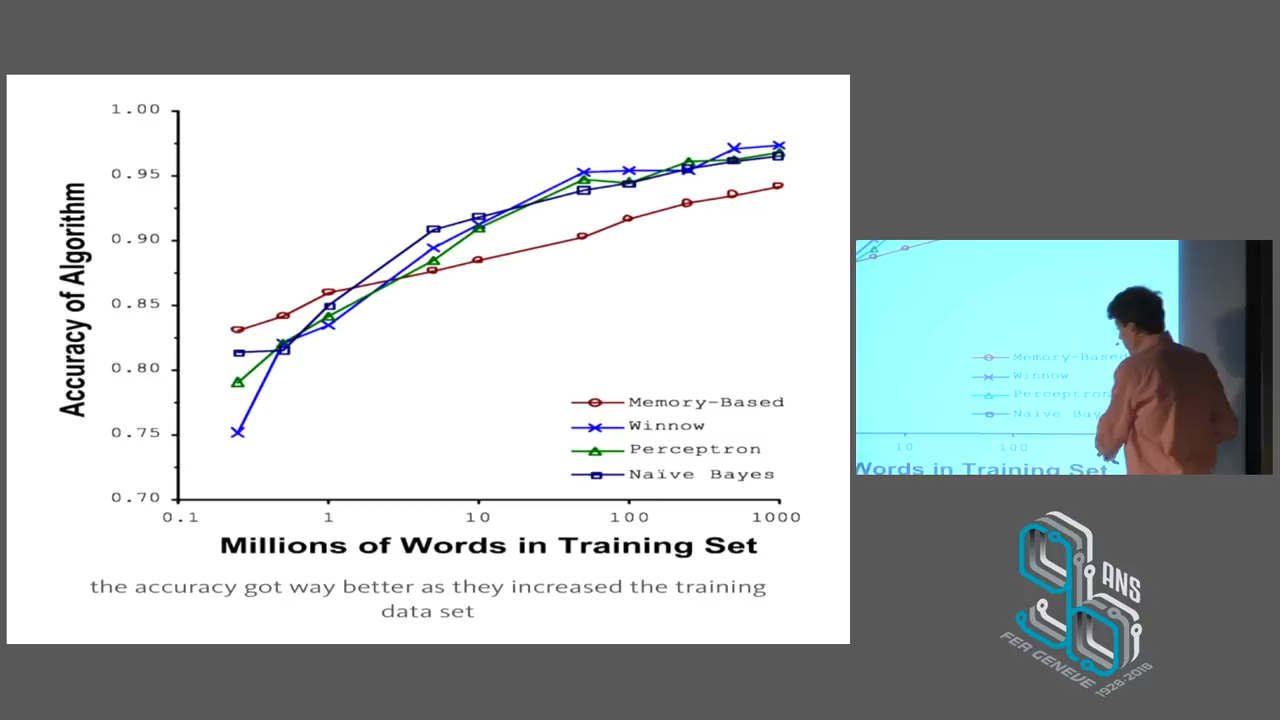 1.00
0.95
0.90
0.85
0.80
0.75
0.70
Accuracy of Algorithm
Memory-Based
Winnow
Perceptron
Naïve Bayes
0.1 1 10 100 1000
Millions of Words in Training Set
the accuracy got way better as they increased the training
data set
Memory-Based
Winnow
Perceptron
Naïve Bay
10 100
Words in Training Set
90 ANS
FER GENEVE
1928-2018